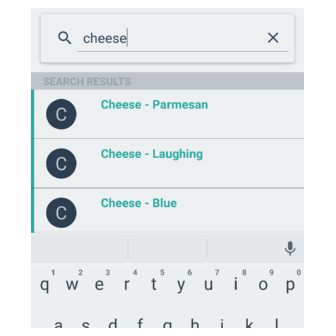 cheese
SEARCH RESULTS
C Cheese - Parmesan
C Cheese - Laughing
C Cheese - Blue
1 2 3 4 5 6 7 8 9 0
q w e r t y u i o p
a s d f g h j k l